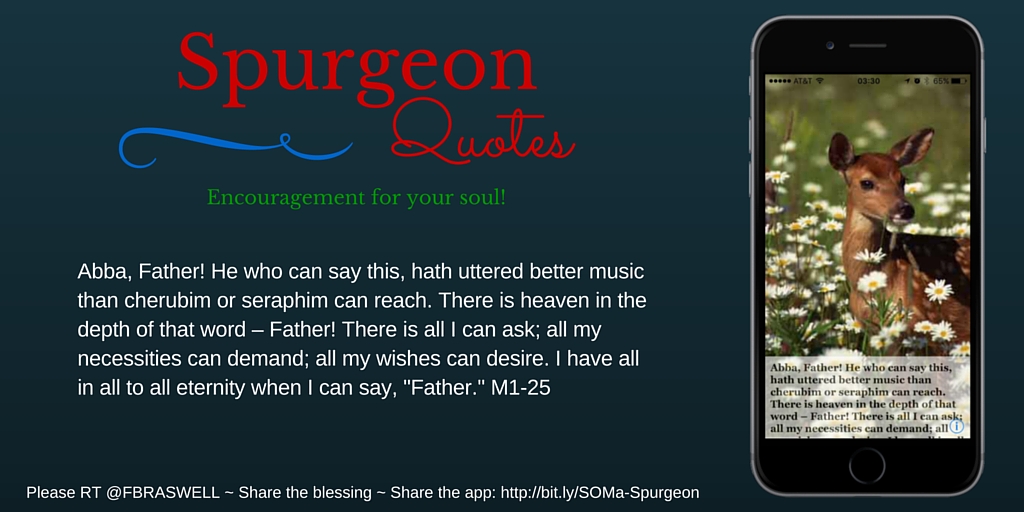 Spurgeon
Quotes
Encouragement for your soul!
Abba, Father! He who can say this, hath uttered better music
than cherubim or seraphim can reach. There is heaven in the
depth of that word – Father! There is all I can ask; all my
necessities can demand; all my wishes can desire. I have all
in all to all eternity when I can say, "Father." M1-25
Please RT @FBRASWELL ~ Share the blessing ~ Share the app: http://bit.ly/SOMa-Spurgeon
AT&T 03:30 65%
Abba, Father! He who can say this,
hath uttered better music than
cherubim or seraphim can reach.
There is heaven in the depth of that
word – Father! There is all I can ask;
all my necessities can demand; all